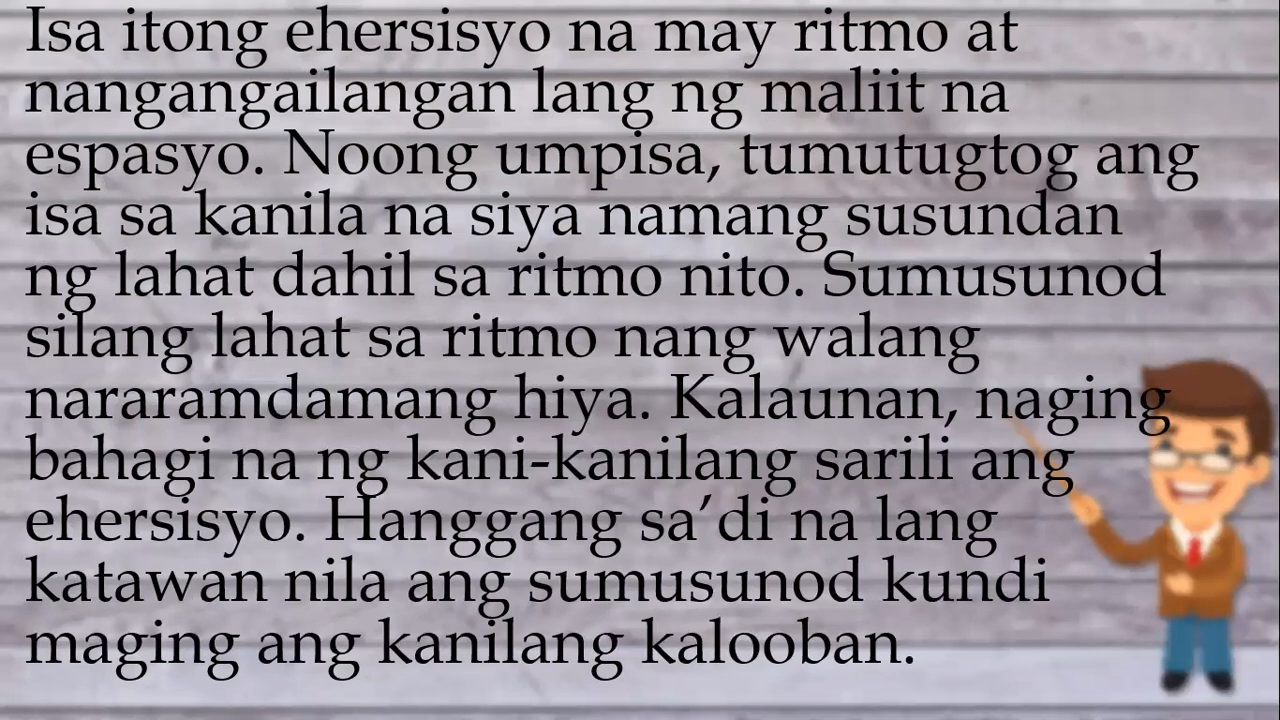 Isa itong ehersisyo na may ritmo at
nangangailangan lang ng maliit na
espasyo. Noong umpisa, tumutugtog ang
isa sa kanila na siya namang susundan
ng lahat dahil sa ritmo nito. Sumusunod
silang lahat sa ritmo nang walang
nararamdamang hiya. Kalaunan, naging
bahagi na ng kani-kanilang sarili ang
ehersisyo. Hanggang sa’di na lang
katawan nila ang sumusunod kundi
maging ang kanilang kalooban.